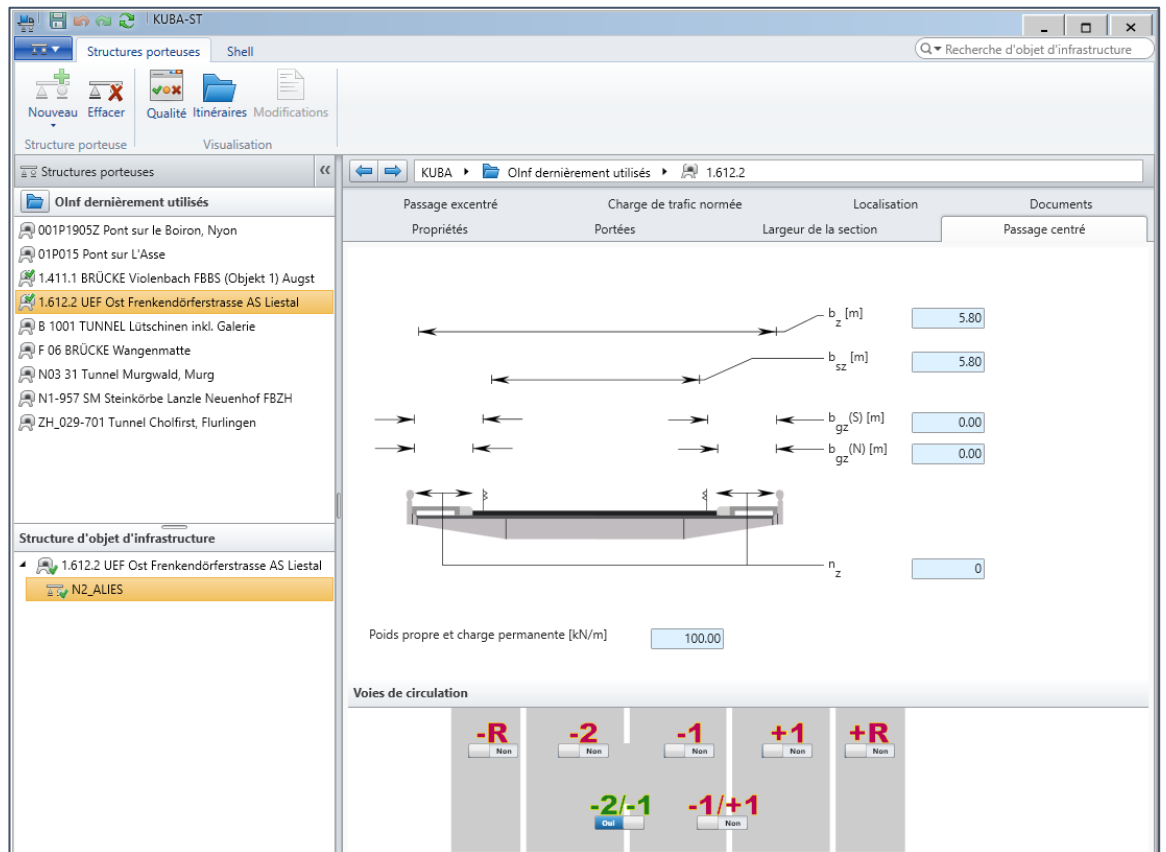 KUBA-ST
Structures porteuses Shell
Recherche d'objet d'infrastructure
Nouveau Effacer Qualité Itinéraires Modifications
Structure porteuse Visualisation
Structures porteuses
KUBA OInf dernièrement utilisés 1.612.2
OInf dernièrement utilisés
001P1905Z Pont sur le Boiron, Nyon
01P015 Pont sur L'Asse
1.411.1 BRÜCKE Violenbach FBBS (Objekt 1) Augst
1.612.2 UEF Ost Frenkendörferstrasse AS Liestal
B 1001 TUNNEL Lütschinen inkl. Galerie
F 06 BRÜCKE Wangenmatte
N03 31 Tunnel Murgwald, Murg
N1-957 SM Steinkörbe Lanzle Neuenhof FBZH
ZH_029-701 Tunnel Cholfirst, Flurlingen
Structure d'objet d'infrastructure
1.612.2 UEF Ost Frenkendörferstrasse AS Liestal
N2_ALIES
Passage excentré Charge de trafic normée Localisation Documents
Propriétés Portées Largeur de la section Passage centré
bz [m] 5.80
bsz [m] 5.80
bgz(S) [m] 0.00
bgz(N) [m] 0.00
nz 0
Poids propre et charge permanente [kN/m] 100.00
Voies de circulation
-R -2 -1 +1 +R
Non Non Non Non Non
-2/-1 -1/+1
Oui Non